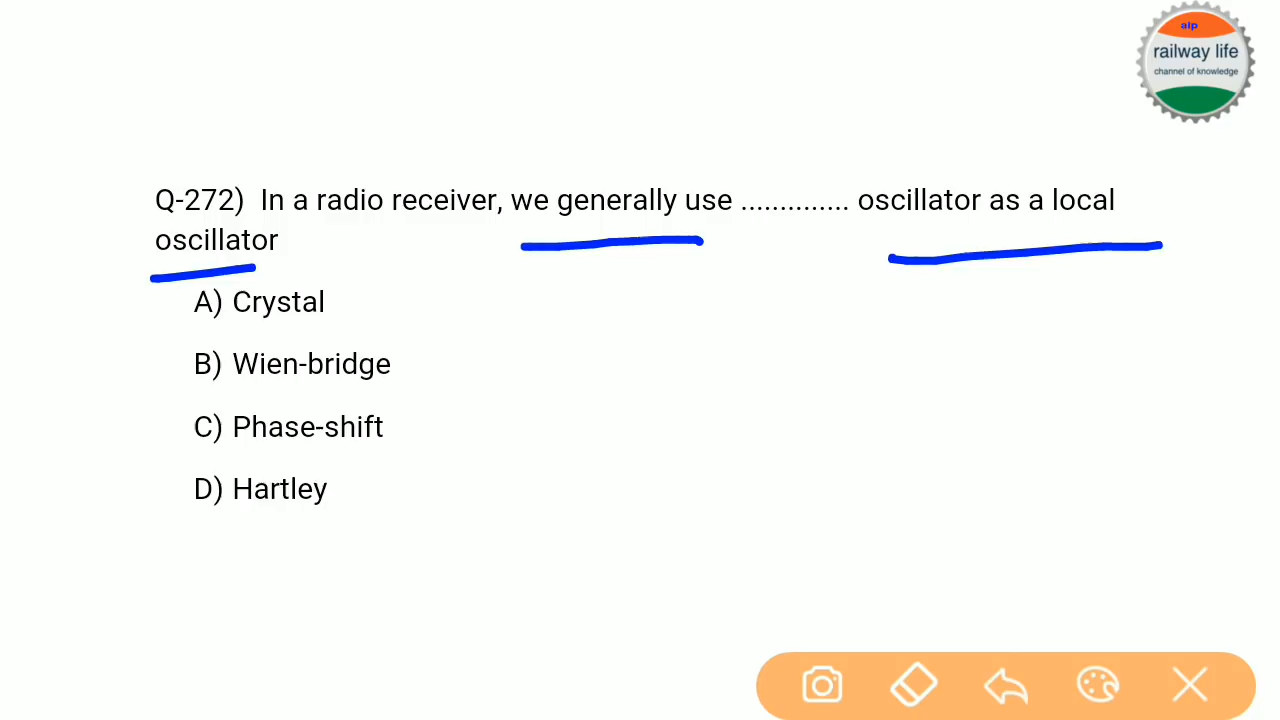 alp
railway life
channel of knowledge
Q-272) In a radio receiver, we generally use .............. oscillator as a local
oscillator
A) Crystal
B) Wien-bridge
C) Phase-shift
D) Hartley